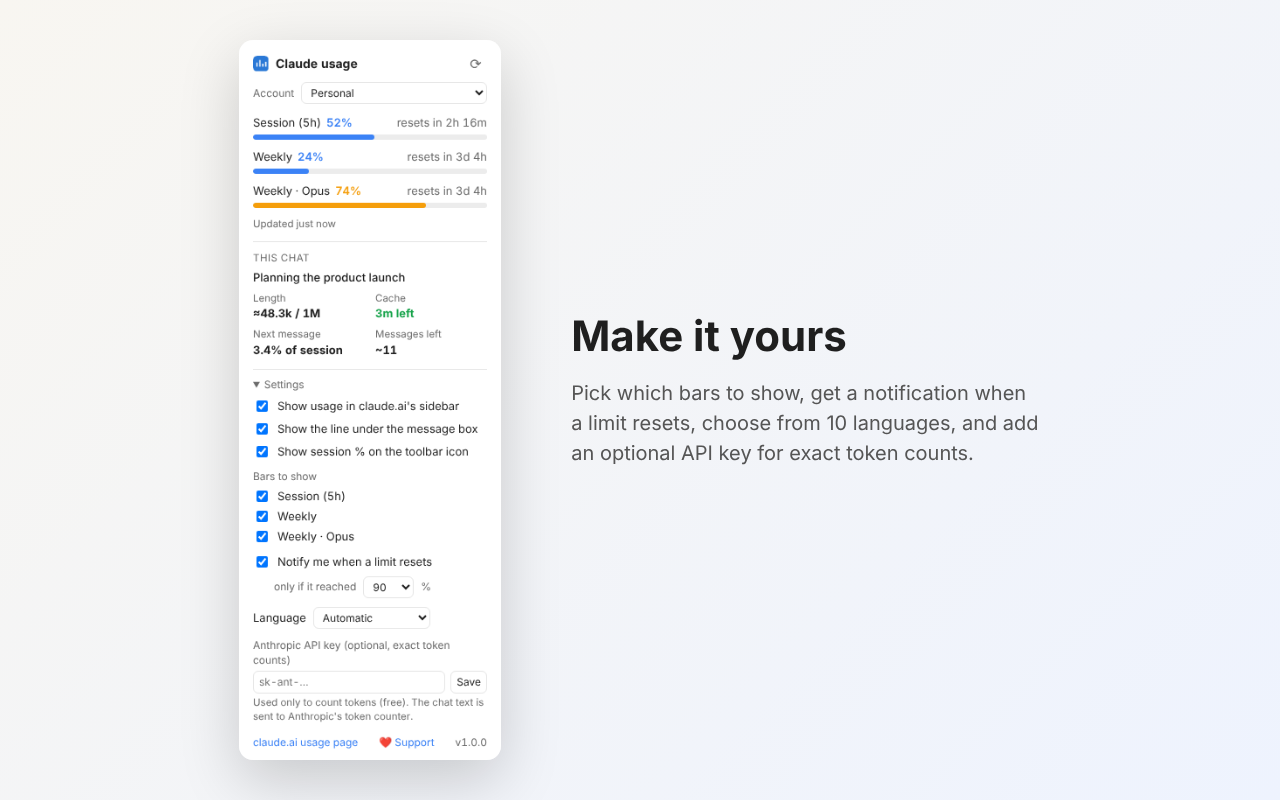 Claude usage
Account Personal
Session (5h) 52% resets in 2h 16m
Weekly 24% resets in 3d 4h
Weekly · Opus 74% resets in 3d 4h
Updated just now
THIS CHAT
Planning the product launch
Length Cache
≈48.3k / 1M 3m left
Next message Messages left
3.4% of session ~11
▼ Settings
Show usage in claude.ai's sidebar
Show the line under the message box
Show session % on the toolbar icon
Bars to show
Session (5h)
Weekly
Weekly · Opus
Notify me when a limit resets
only if it reached 90 %
Language Automatic
Anthropic API key (optional, exact token
counts)
sk-ant-... Save
Used only to count tokens (free). The chat text is
sent to Anthropic's token counter.
claude.ai usage page ❤️ Support v1.0.0
Make it yours
Pick which bars to show, get a notification when
a limit resets, choose from 10 languages, and add
an optional API key for exact token counts.